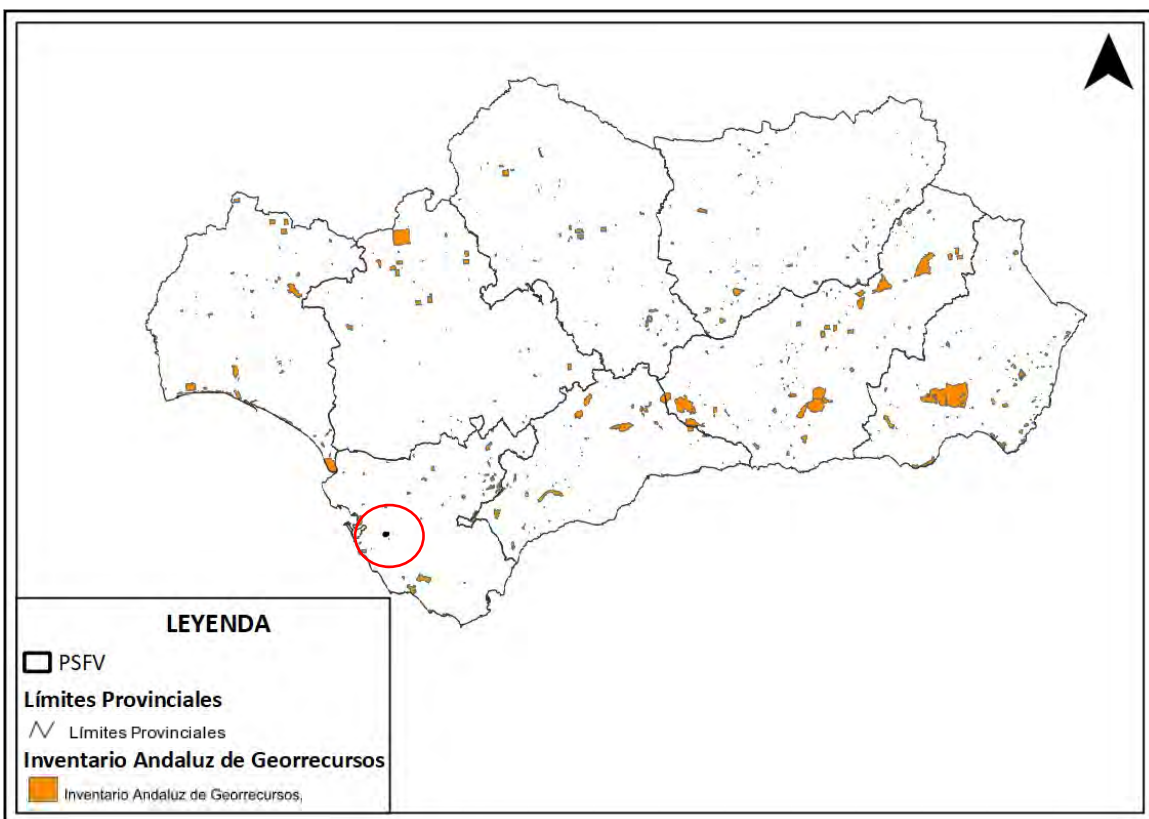 LEYENDA
PSFV
Límites Provinciales
Límites Provinciales
Inventario Andaluz de Georrecursos
Inventario Andaluz de Georrecursos,